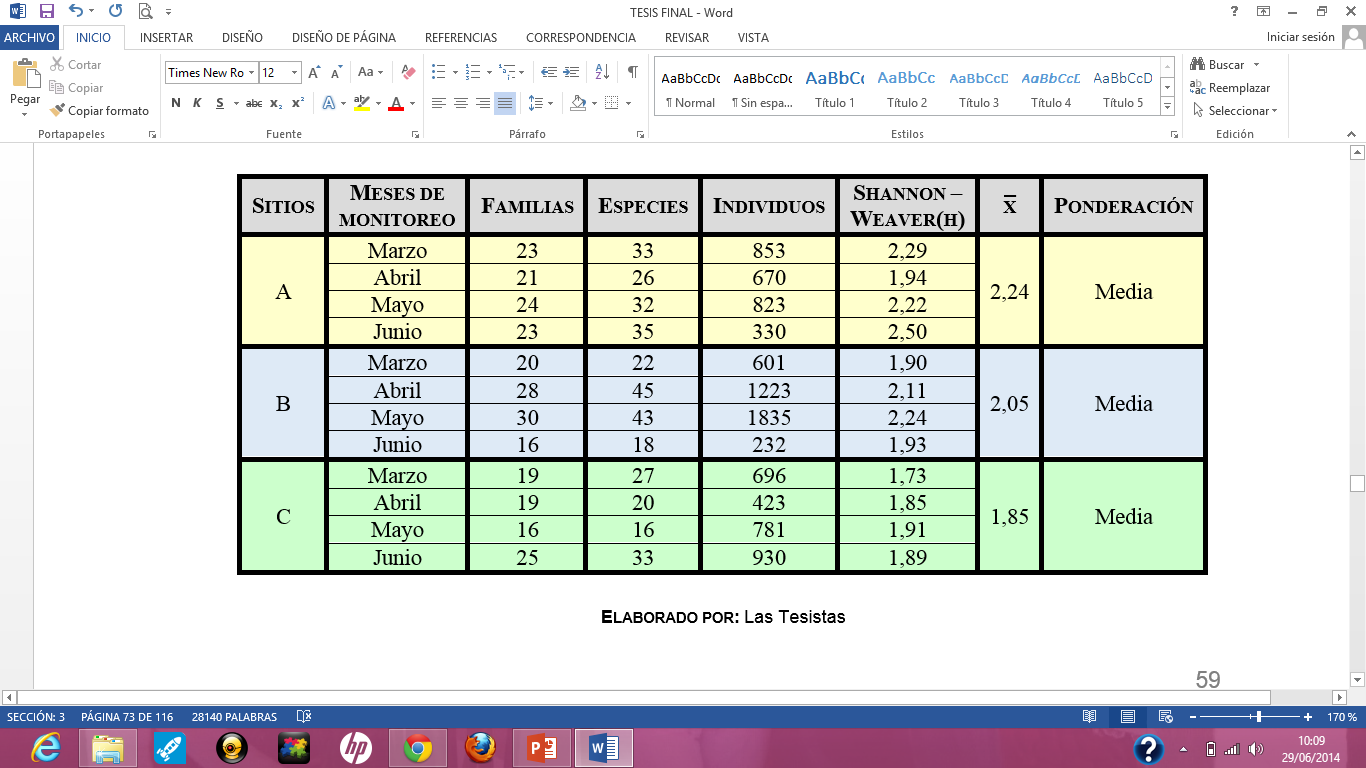 TESIS FINAL - Word
ARCHIVO INICIO INSERTAR DISEÑO DISEÑO DE PÁGINA REFERENCIAS CORRESPONDENCIA REVISAR VISTA Iniciar sesión
Pegar
Cortar
Copiar
Copiar formato
Portapapeles
Times New Ro 12
N K S abc x₂ x²
Fuente
Párrafo
AaBbCcDc AaBbCcDc AaBbCc AaBbCc AaBbCcD AaBbCcD AaBbCcD
¶ Normal ¶ Sin espa... Título 1 Título 2 Título 3 Título 4 Título 5
Estilos
Buscar
Reemplazar
Seleccionar
Edición
SITIOS MESES DE MONITOREO FAMILIAS ESPECIES INDIVIDUOS SHANNON – WEAVER(H) X̅ PONDERACIÓN
A Marzo 23 33 853 2,29 2,24 Media
Abril 21 26 670 1,94
Mayo 24 32 823 2,22
Junio 23 35 330 2,50
B Marzo 20 22 601 1,90 2,05 Media
Abril 28 45 1223 2,11
Mayo 30 43 1835 2,24
Junio 16 18 232 1,93
C Marzo 19 27 696 1,73 1,85 Media
Abril 19 20 423 1,85
Mayo 16 16 781 1,91
Junio 25 33 930 1,89
ELABORADO POR: Las Tesistas
59
SECCIÓN: 3 PÁGINA 73 DE 116 28140 PALABRAS 170 %
10:09
29/06/2014